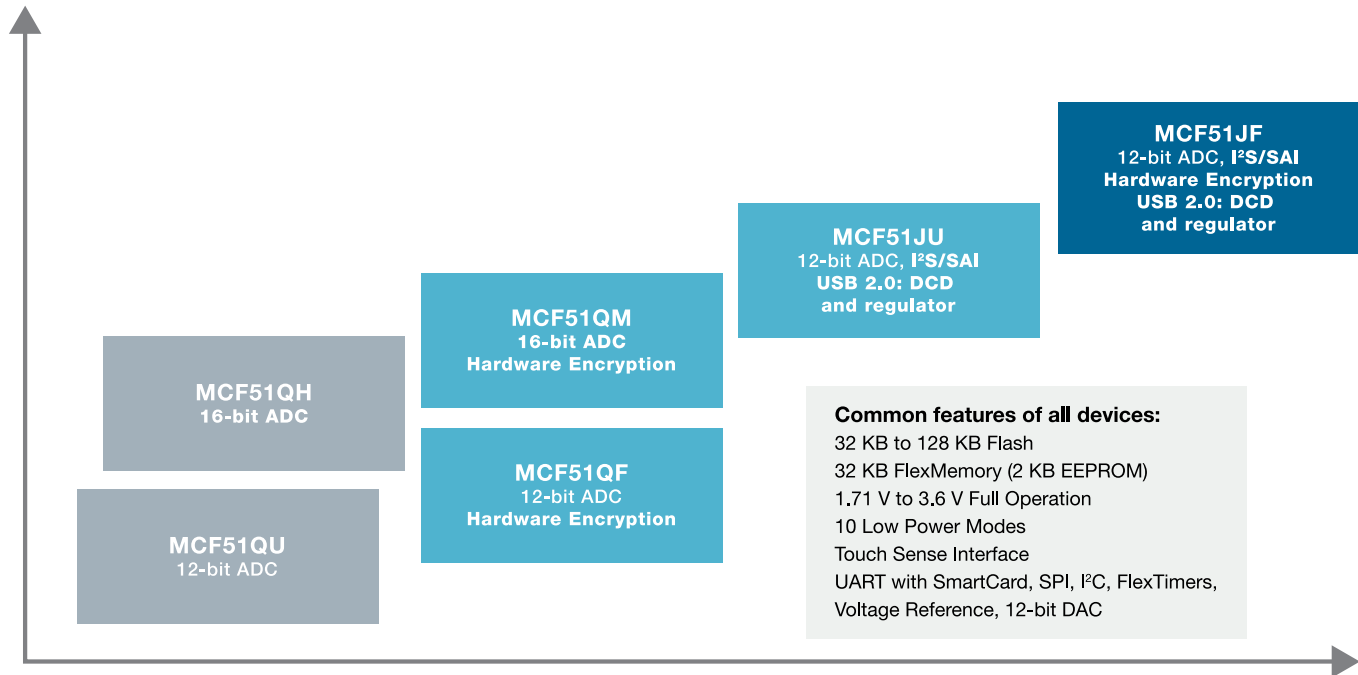 MCF51JF
12-bit ADC, I²S/SAI
Hardware Encryption
USB 2.0: DCD
and regulator
MCF51JU
12-bit ADC, I²S/SAI
USB 2.0: DCD
and regulator
MCF51QM
16-bit ADC
Hardware Encryption
MCF51QH
16-bit ADC
MCF51QF
12-bit ADC
Hardware Encryption
MCF51QU
12-bit ADC
Common features of all devices:
32 KB to 128 KB Flash
32 KB FlexMemory (2 KB EEPROM)
1.71 V to 3.6 V Full Operation
10 Low Power Modes
Touch Sense Interface
UART with SmartCard, SPI, I²C, FlexTimers,
Voltage Reference, 12-bit DAC